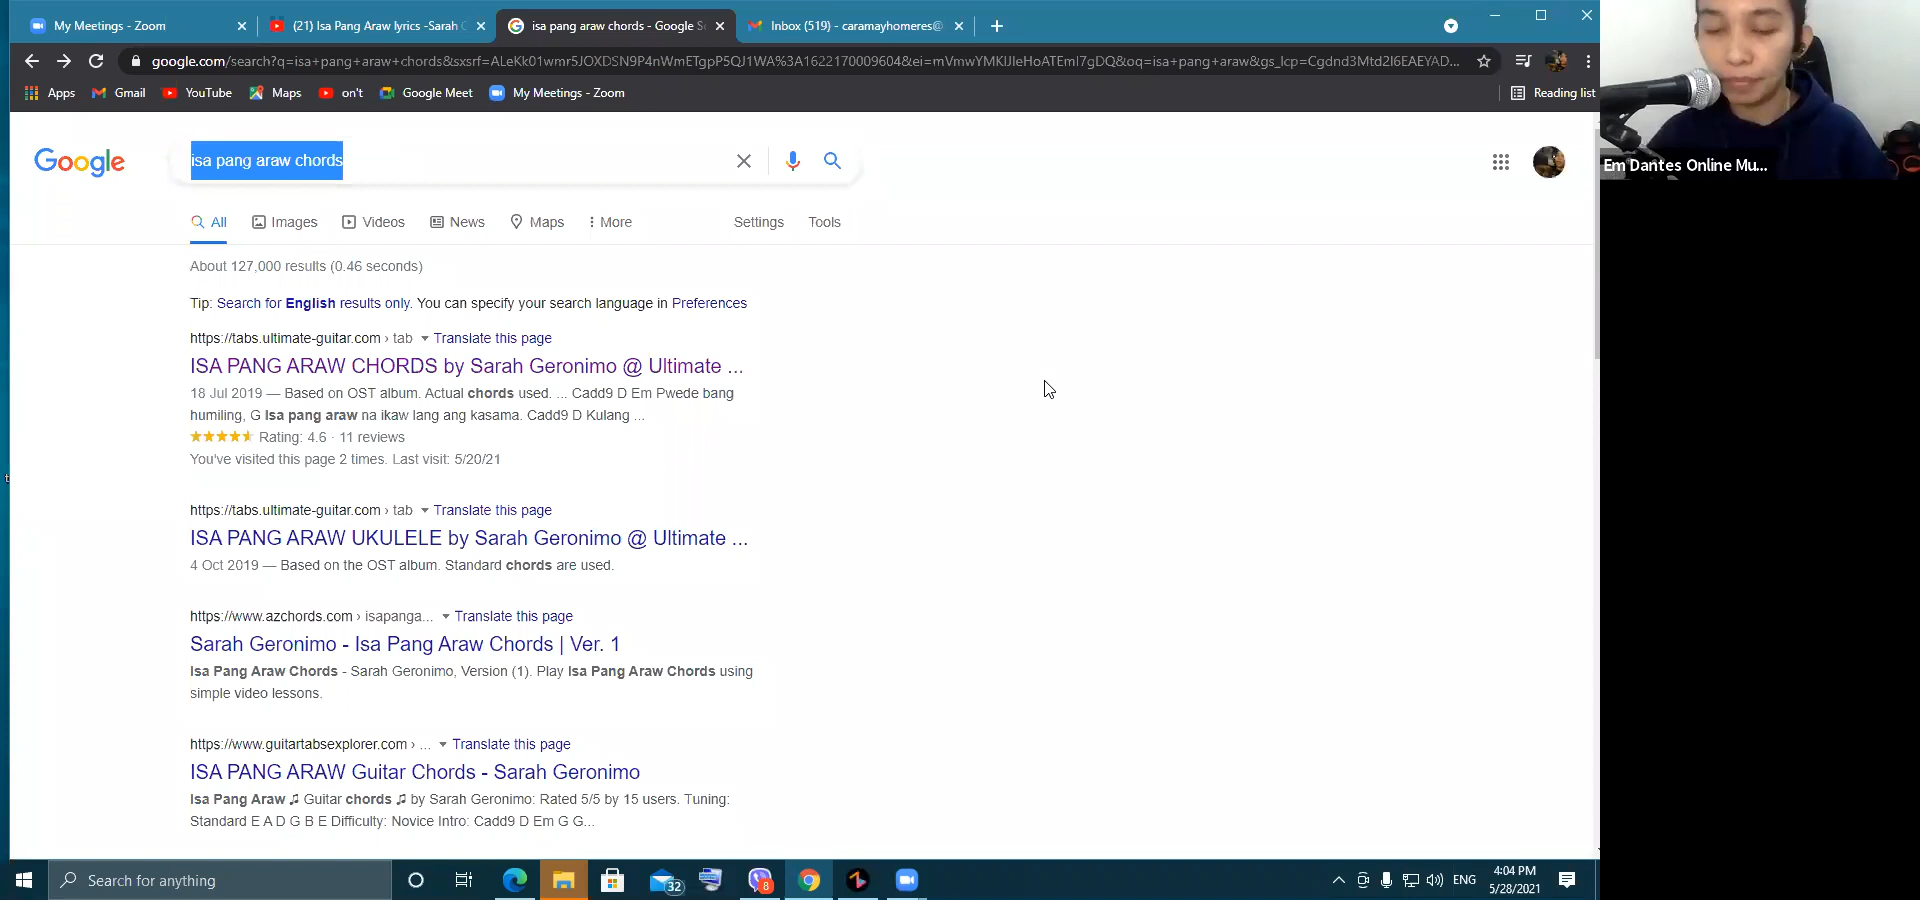 My Meetings - Zoom
(21) Isa Pang Araw lyrics -Sarah
isa pang araw chords - Google S
Inbox (519) - caramayhomeres@
google.com/search?q=isa+pang+araw+chords&sxsrf=ALeKk01wmr5JOXDSN9P4nWmETgpP5QJ1WA%3A1622170009604&ei=mVmwYMKIJIeHoATEmI7gDQ&oq=isa+pang+araw&gs_lcp=Cgdnd3Mtd2l6EAEYAD...
Apps Gmail YouTube Maps on't Google Meet My Meetings - Zoom Reading list
Google
isa pang araw chords
Em Dantes Online Mu...
All Images Videos News Maps More Settings Tools
About 127,000 results (0.46 seconds)
Tip: Search for English results only. You can specify your search language in Preferences
https://tabs.ultimate-guitar.com › tab Translate this page
ISA PANG ARAW CHORDS by Sarah Geronimo @ Ultimate ...
18 Jul 2019 — Based on OST album. Actual chords used. ... Cadd9 D Em Pwede bang
humiling, G Isa pang araw na ikaw lang ang kasama. Cadd9 D Kulang ...
Rating: 4.6 · 11 reviews
You've visited this page 2 times. Last visit: 5/20/21
https://tabs.ultimate-guitar.com › tab Translate this page
ISA PANG ARAW UKULELE by Sarah Geronimo @ Ultimate ...
4 Oct 2019 — Based on the OST album. Standard chords are used.
https://www.azchords.com › isapanga... Translate this page
Sarah Geronimo - Isa Pang Araw Chords | Ver. 1
Isa Pang Araw Chords - Sarah Geronimo, Version (1). Play Isa Pang Araw Chords using
simple video lessons.
https://www.guitartabsexplorer.com › ... Translate this page
ISA PANG ARAW Guitar Chords - Sarah Geronimo
Isa Pang Araw ♫ Guitar chords ♫ by Sarah Geronimo: Rated 5/5 by 15 users. Tuning:
Standard E A D G B E Difficulty: Novice Intro: Cadd9 D Em G G...
Search for anything
32
8
ENG
4:04 PM
5/28/2021